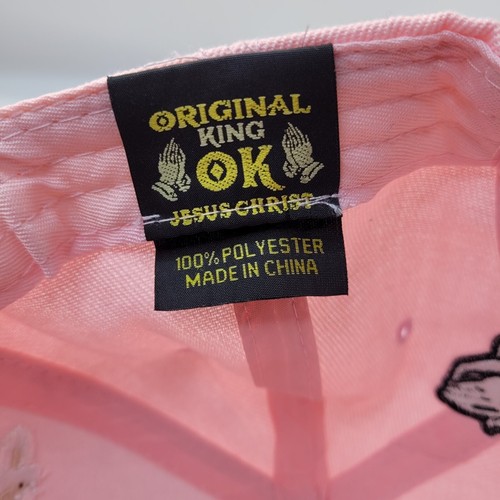 ORIGINAL
KING
OK
JESUS CHRIST
100% POLYESTER
MADE IN CHINA